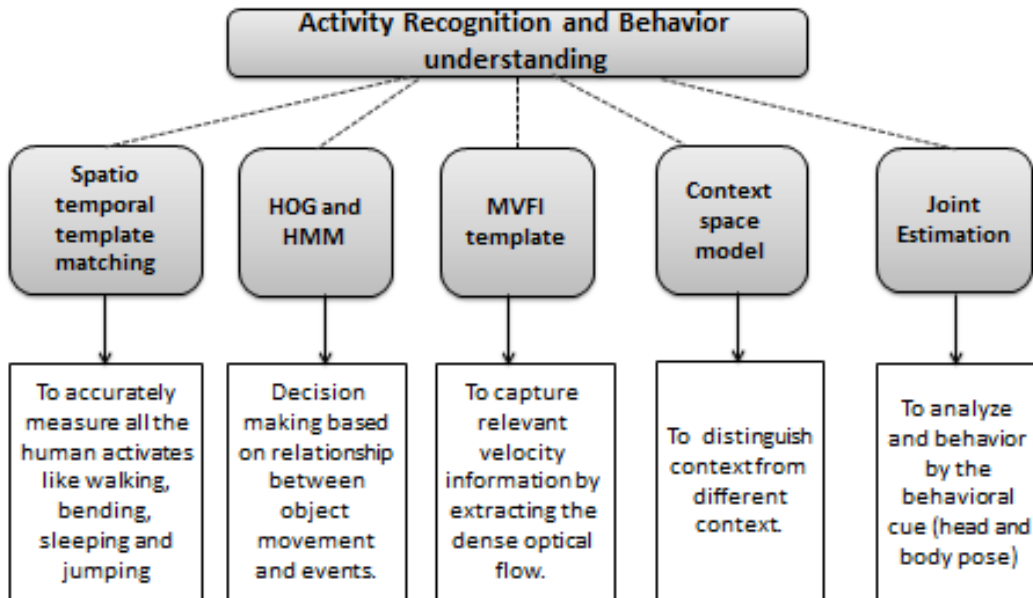 Activity Recognition and Behavior
understanding
Spatio
temporal
template
matching
HOG and
HMM
MVFI
template
Context
space
model
Joint
Estimation
To accurately
measure all the
human activates
like walking,
bending,
sleeping and
jumping
Decision
making based
on relationship
between
object
movement
and events.
To capture
relevant
velocity
information by
extracting the
dense optical
flow.
To distinguish
context from
different
context.
To analyze
and behavior
by the
behavioral
cue (head and
body pose)